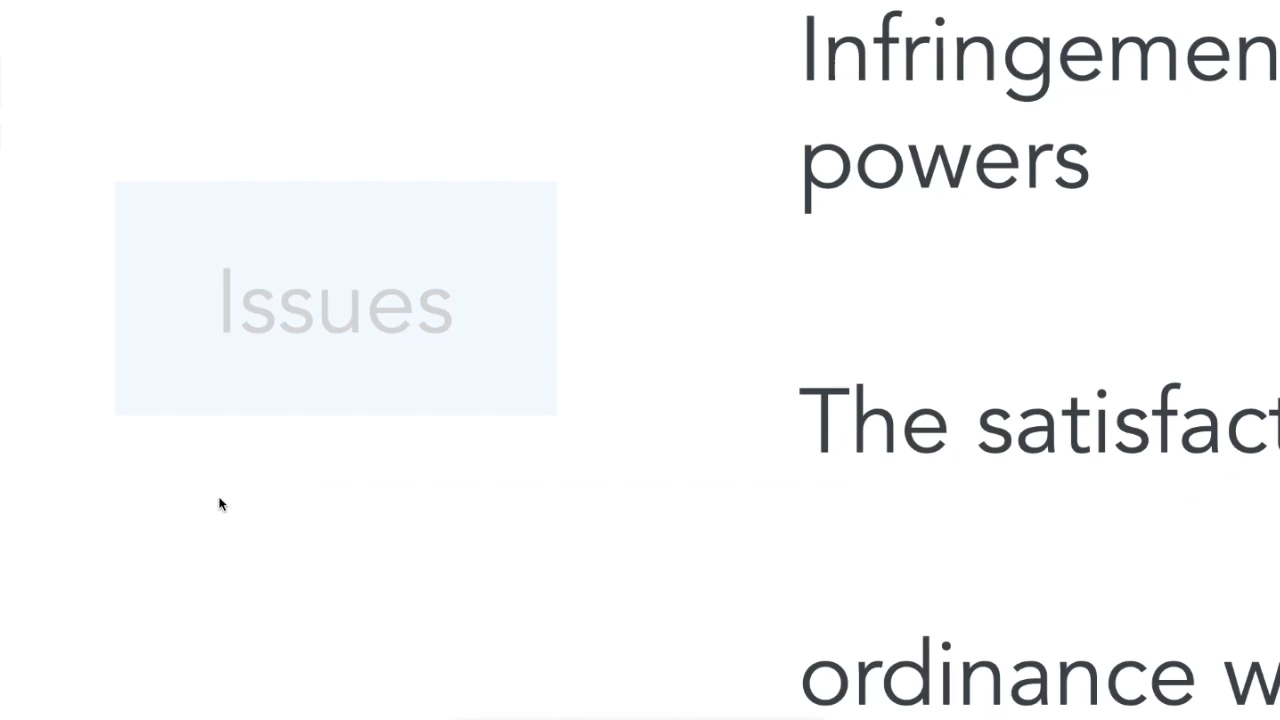 Infringemen
powers
Issues
The satisfact
ordinance w